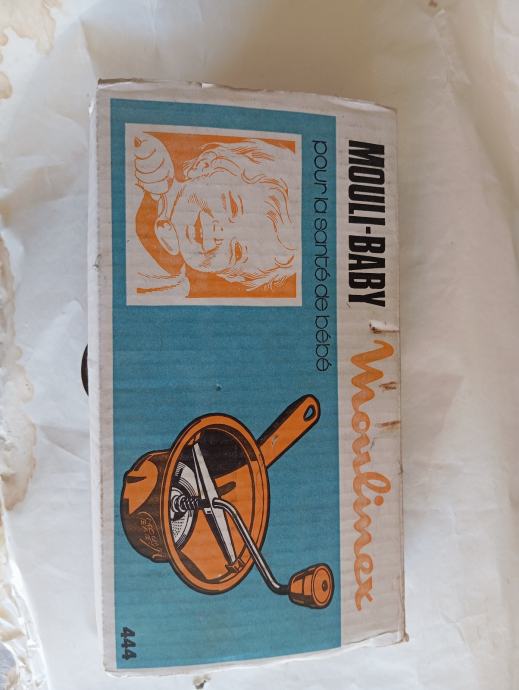 MOULI-BABY Moulinex
pour la santé de bébé
444